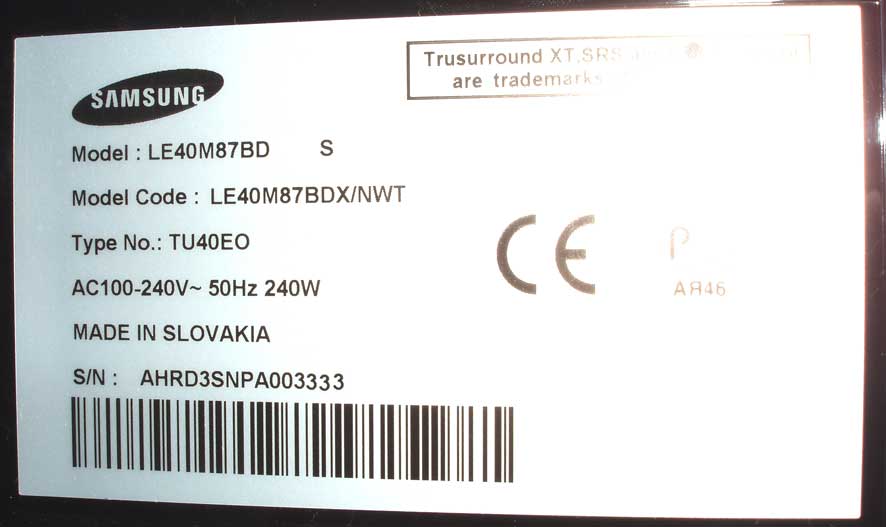 Trusurround XT,SRS
are trademarks
SAMSUNG
Model : LE40M87BD S
Model Code : LE40M87BDX/NWT
Type No.: TU40EO
AC100-240V~ 50Hz 240W
MADE IN SLOVAKIA
S/N : AHRD3SNPA003333
CE
P
АЯ46